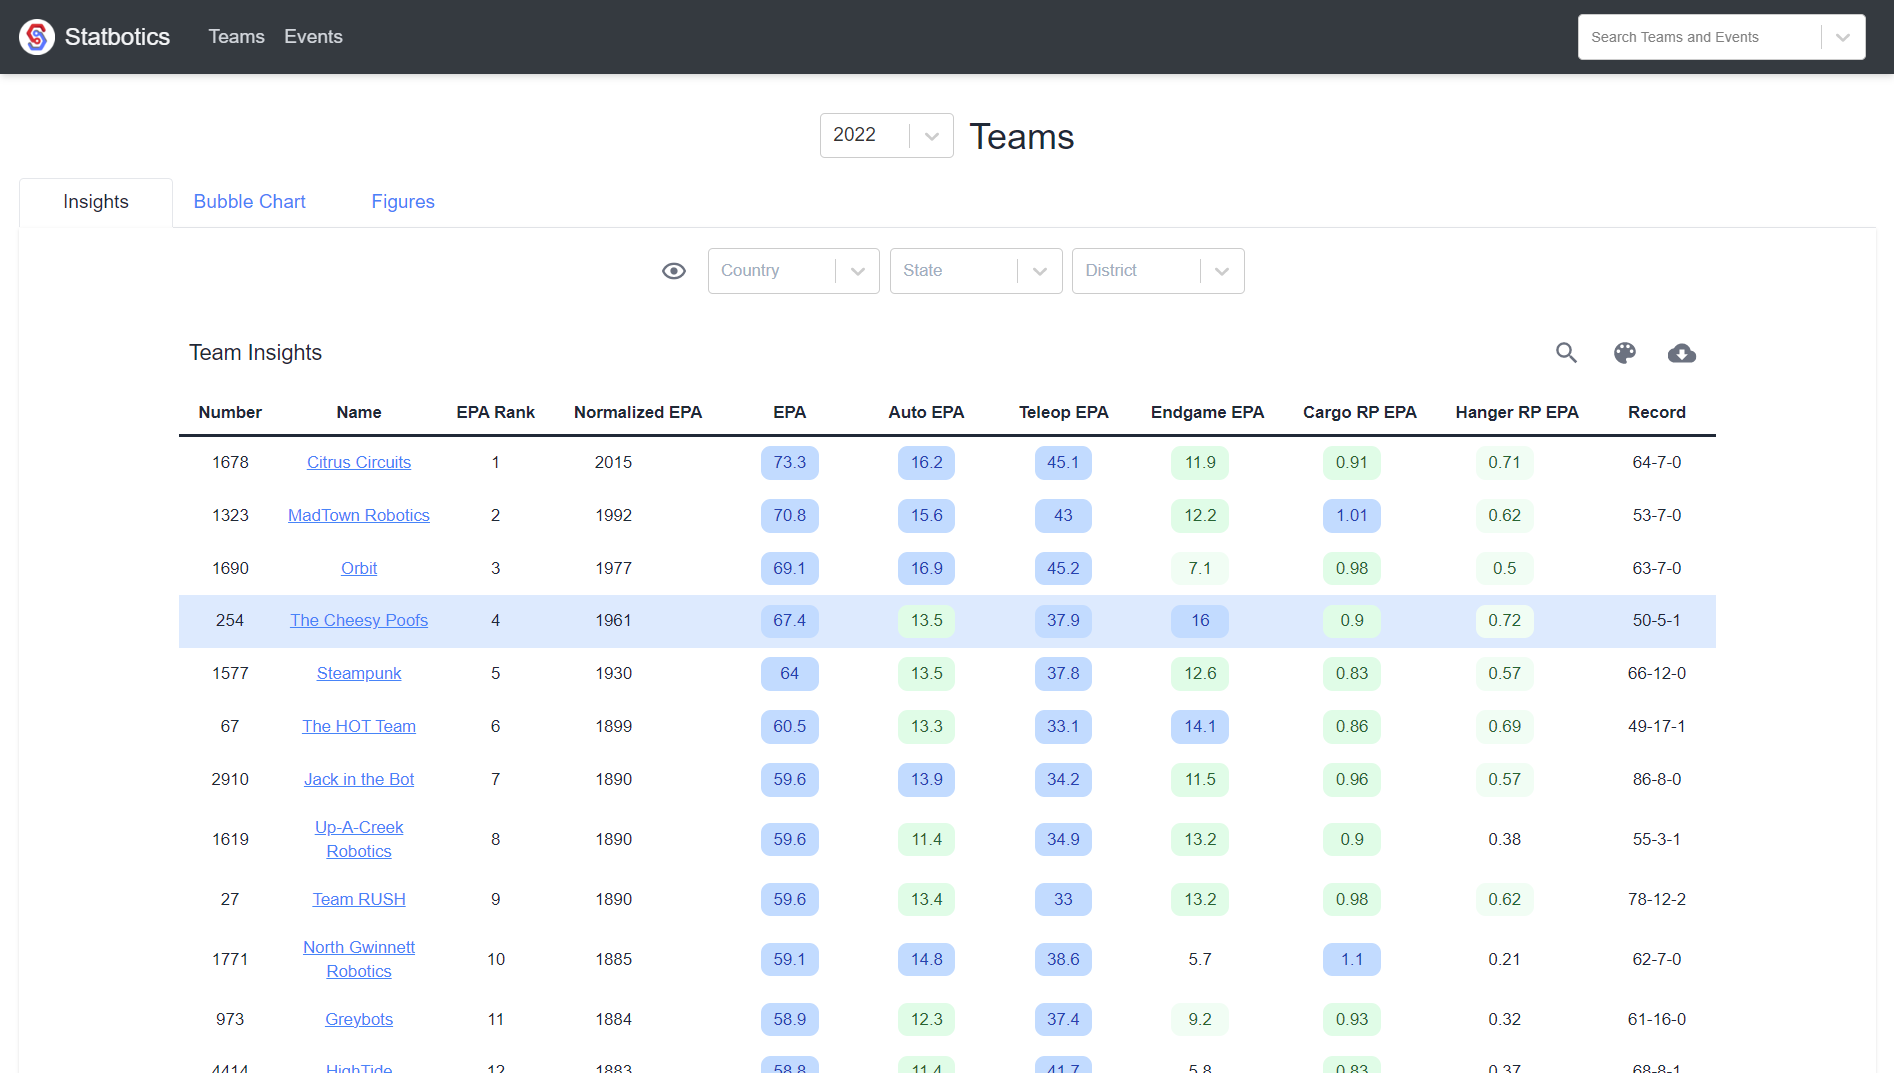 Statbotics Teams Events Search Teams and Events
2022 Teams
Insights Bubble Chart Figures
Country State District
Team Insights
Number Name EPA Rank Normalized EPA EPA Auto EPA Teleop EPA Endgame EPA Cargo RP EPA Hanger RP EPA Record
1678 Citrus Circuits 1 2015 73.3 16.2 45.1 11.9 0.91 0.71 64-7-0
1323 MadTown Robotics 2 1992 70.8 15.6 43 12.2 1.01 0.62 53-7-0
1690 Orbit 3 1977 69.1 16.9 45.2 7.1 0.98 0.5 63-7-0
254 The Cheesy Poofs 4 1961 67.4 13.5 37.9 16 0.9 0.72 50-5-1
1577 Steampunk 5 1930 64 13.5 37.8 12.6 0.83 0.57 66-12-0
67 The HOT Team 6 1899 60.5 13.3 33.1 14.1 0.86 0.69 49-17-1
2910 Jack in the Bot 7 1890 59.6 13.9 34.2 11.5 0.96 0.57 86-8-0
1619 Up-A-Creek Robotics 8 1890 59.6 11.4 34.9 13.2 0.9 0.38 55-3-1
27 Team RUSH 9 1890 59.6 13.4 33 13.2 0.98 0.62 78-12-2
1771 North Gwinnett Robotics 10 1885 59.1 14.8 38.6 5.7 1.1 0.21 62-7-0
973 Greybots 11 1884 58.9 12.3 37.4 9.2 0.93 0.32 61-16-0
4414 HighTide 12 1883 58.8 11.4 41.7 5.8 0.83 0.37 68-8-1